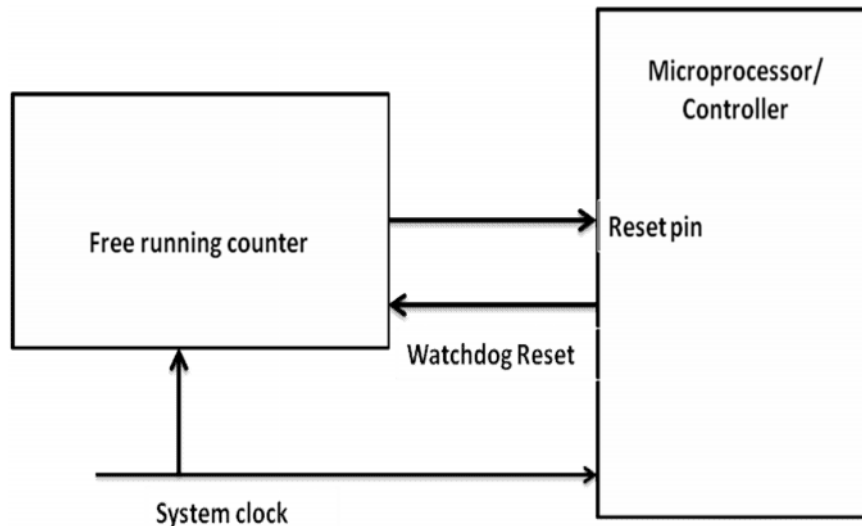 Microprocessor/
Controller
Free running counter
Reset pin
Watchdog Reset
System clock